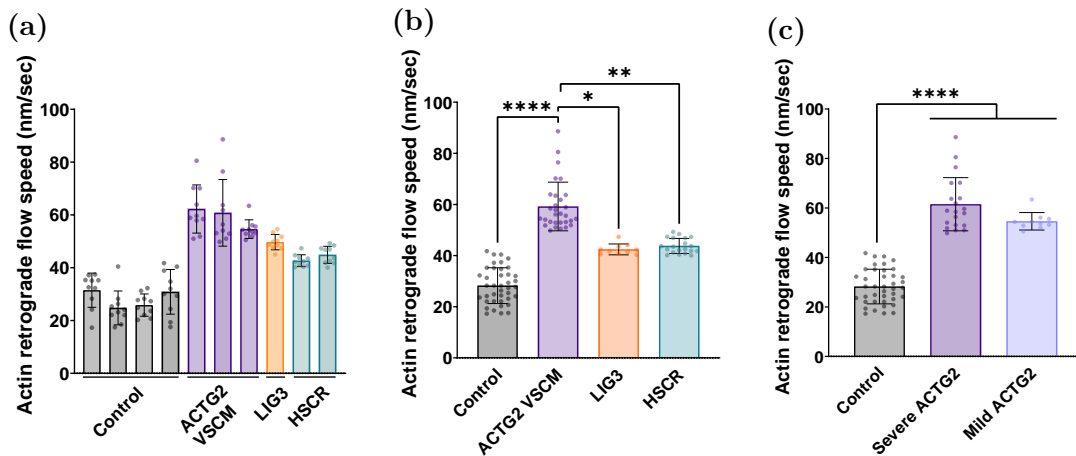 (a)
Actin retrograde flow speed (nm/sec)
100
80
60
40
20
0
Control
ACTG2
VSCM
LIG3
HSCR
(b)
Actin retrograde flow speed (nm/sec)
100
80
60
40
20
0
****
*
**
Control
ACTG2 VSCM
LIG3
HSCR
(c)
Actin retrograde flow speed (nm/sec)
100
80
60
40
20
0
****
Control
Severe ACTG2
Mild ACTG2